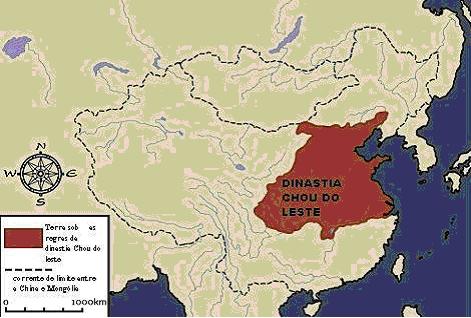 DINASTIA
CHOU DO
LESTE
N
W
E
S
Terra sob as
regras da
dinastia Chou do
leste
corrente de limite entre
a China e Mongólia
0
1000km